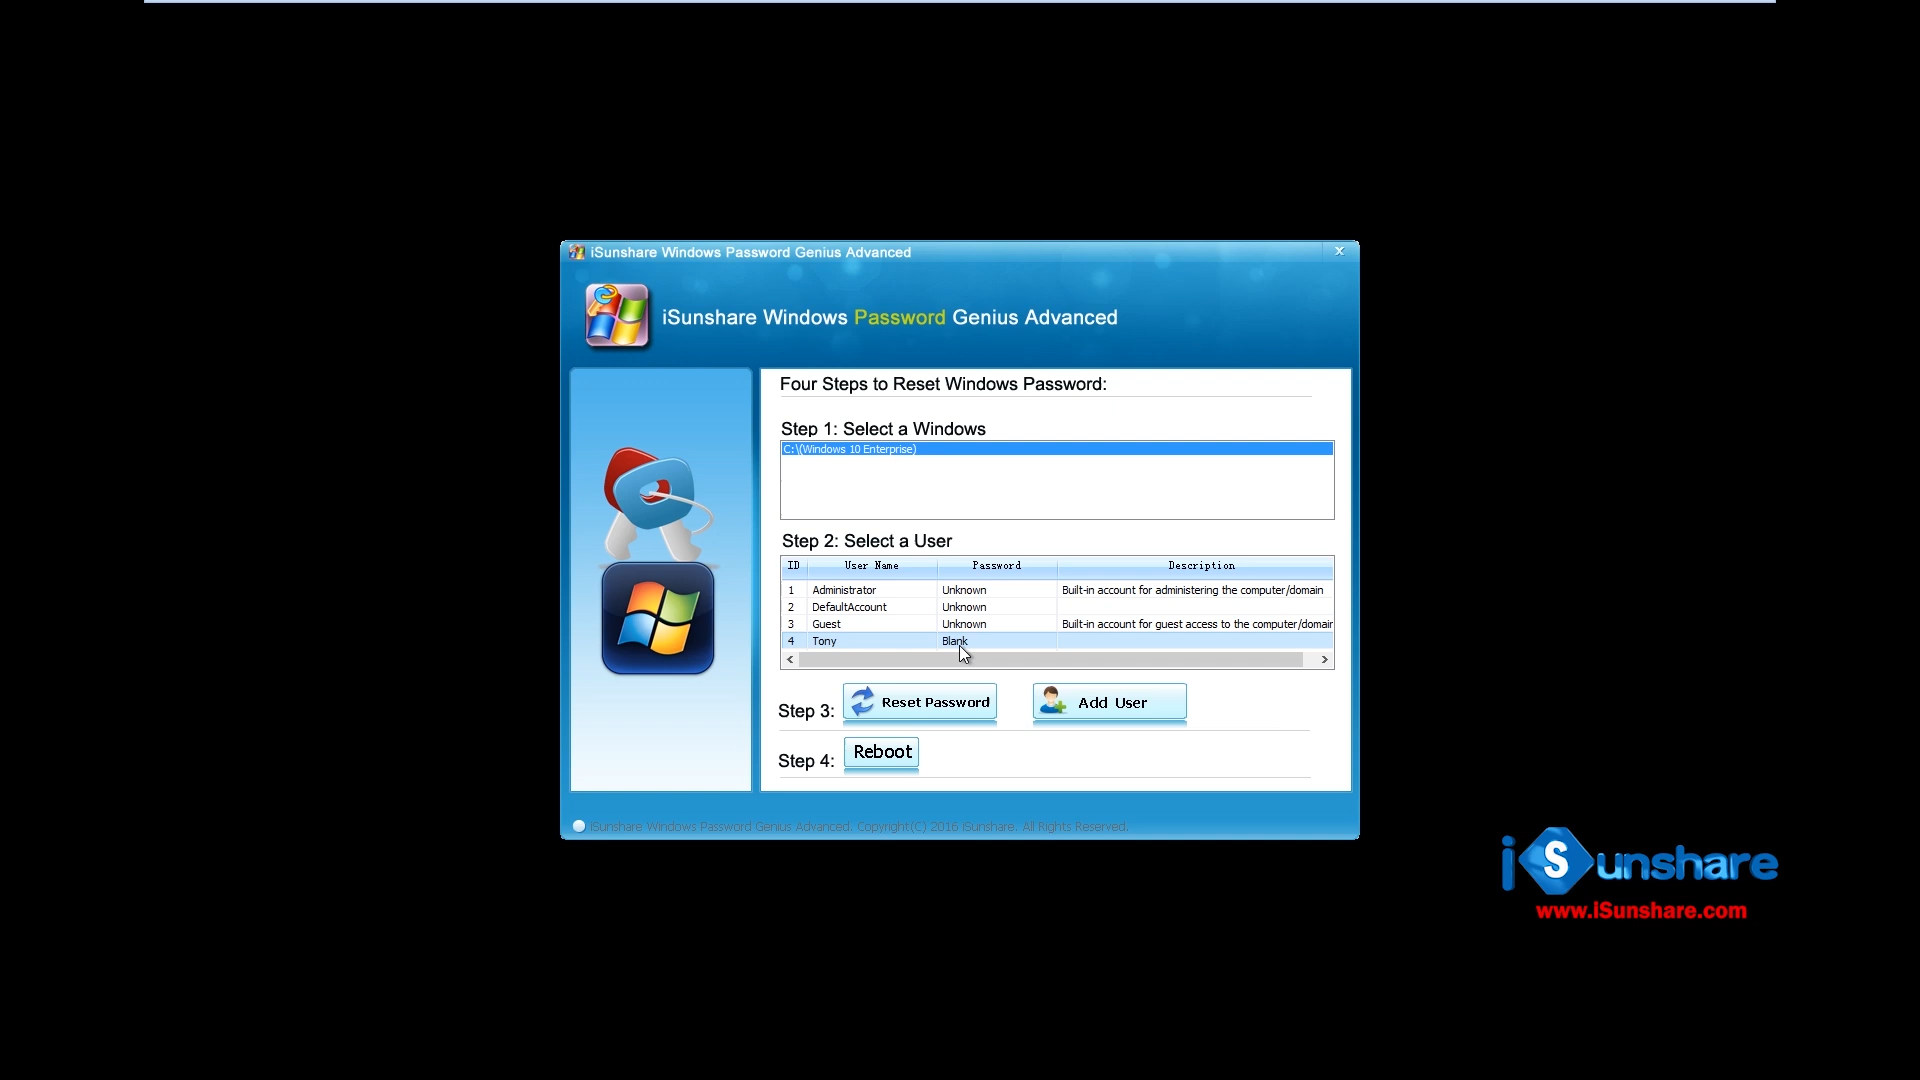 iSunshare Windows Password Genius Advanced
x
iSunshare Windows Password Genius Advanced
Four Steps to Reset Windows Password:
Step 1: Select a Windows
C:\(Windows 10 Enterprise)
Step 2: Select a User
ID User Name Password Description
1 Administrator Unknown Built-in account for administering the computer/domain
2 DefaultAccount Unknown
3 Guest Unknown Built-in account for guest access to the computer/domain
4 Tony Blank
Step 3: Reset Password Add User
Step 4: Reboot
iSunshare Windows Password Genius Advanced. Copyright(C) 2016 iSunshare. All Rights Reserved.
iSunshare
www.iSunshare.com